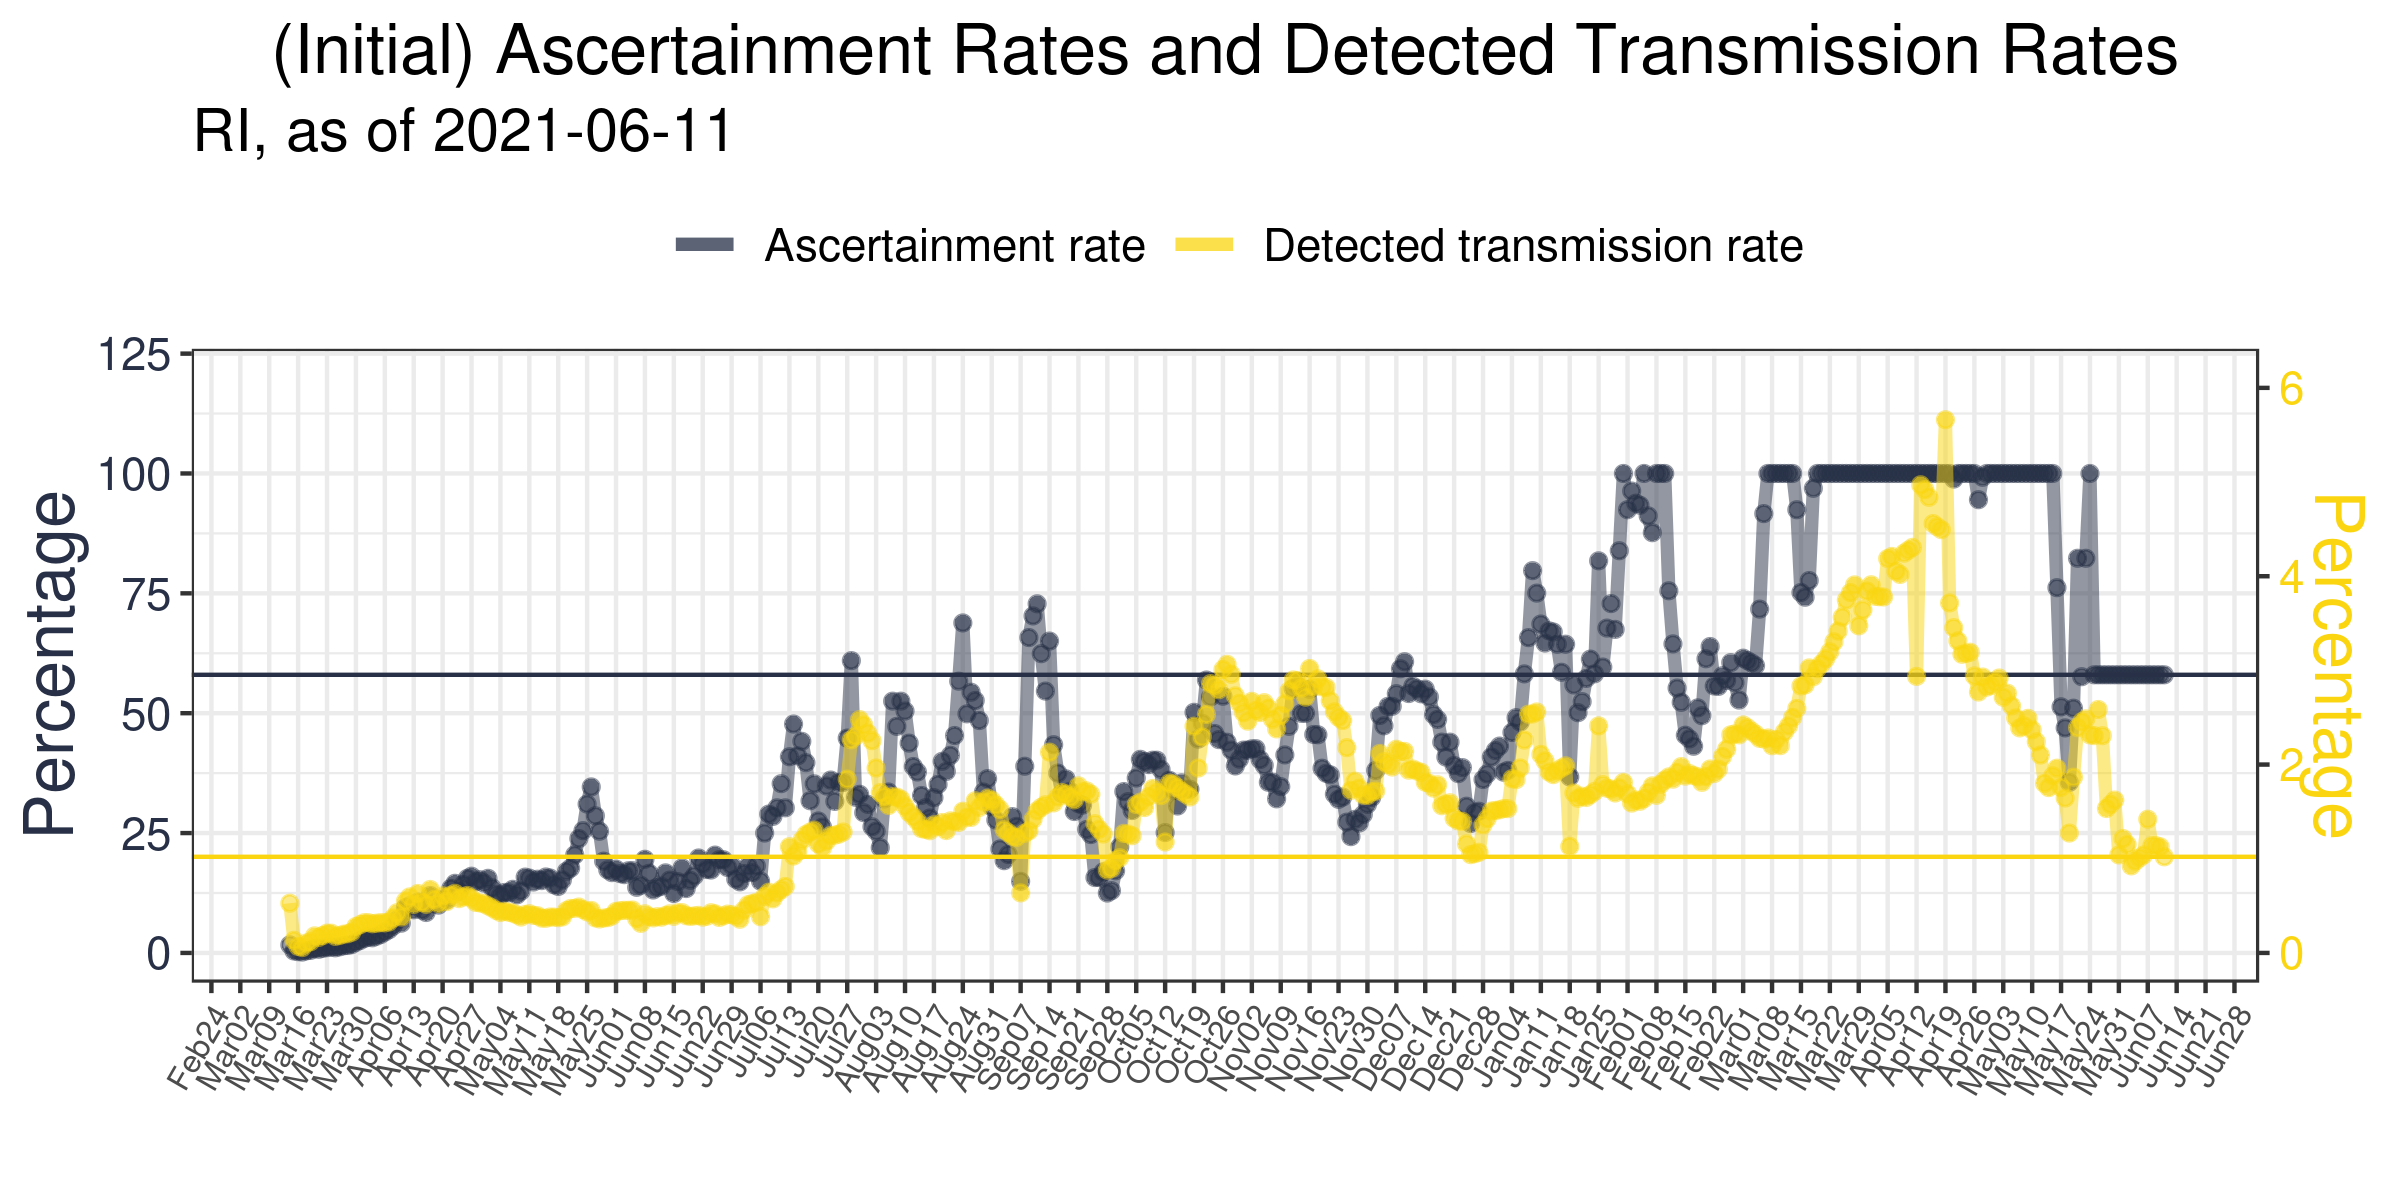 (Initial) Ascertainment Rates and Detected Transmission Rates
RI, as of 2021-06-11
Ascertainment rate
Detected transmission rate
125
100
75
50
25
0
Percentage
6
4
2
0
Percentage
Feb24
Mar02
Mar09
Mar16
Mar23
Mar30
Apr06
Apr13
Apr20
Apr27
May04
May11
May18
May25
Jun01
Jun08
Jun15
Jun22
Jun29
Jul06
Jul13
Jul20
Jul27
Aug03
Aug10
Aug17
Aug24
Aug31
Sep07
Sep14
Sep21
Sep28
Oct05
Oct12
Oct19
Oct26
Nov02
Nov09
Nov16
Nov23
Nov30
Dec07
Dec14
Dec21
Dec28
Jan04
Jan11
Jan18
Jan25
Feb01
Feb08
Feb15
Feb22
Mar01
Mar08
Mar15
Mar22
Mar29
Apr05
Apr12
Apr19
Apr26
May03
May10
May17
May24
May31
Jun07
Jun14
Jun21
Jun28